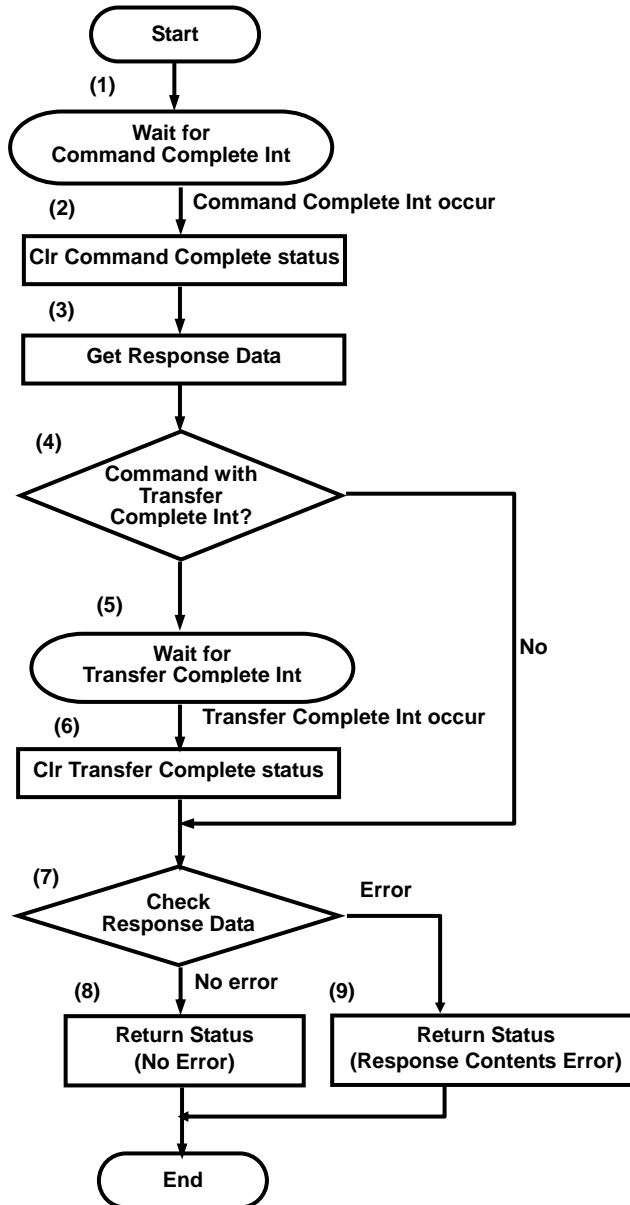 Start
(1)
Wait for
Command Complete Int
Command Complete Int occur
(2)
Clr Command Complete status
(3)
Get Response Data
(4)
Command with
Transfer
Complete Int?
(5)
No
Wait for
Transfer Complete Int
Transfer Complete Int occur
(6)
Clr Transfer Complete status
(7)
Check
Response Data
Error
No error
(8)
(9)
Return Status
(No Error)
Return Status
(Response Contents Error)
End